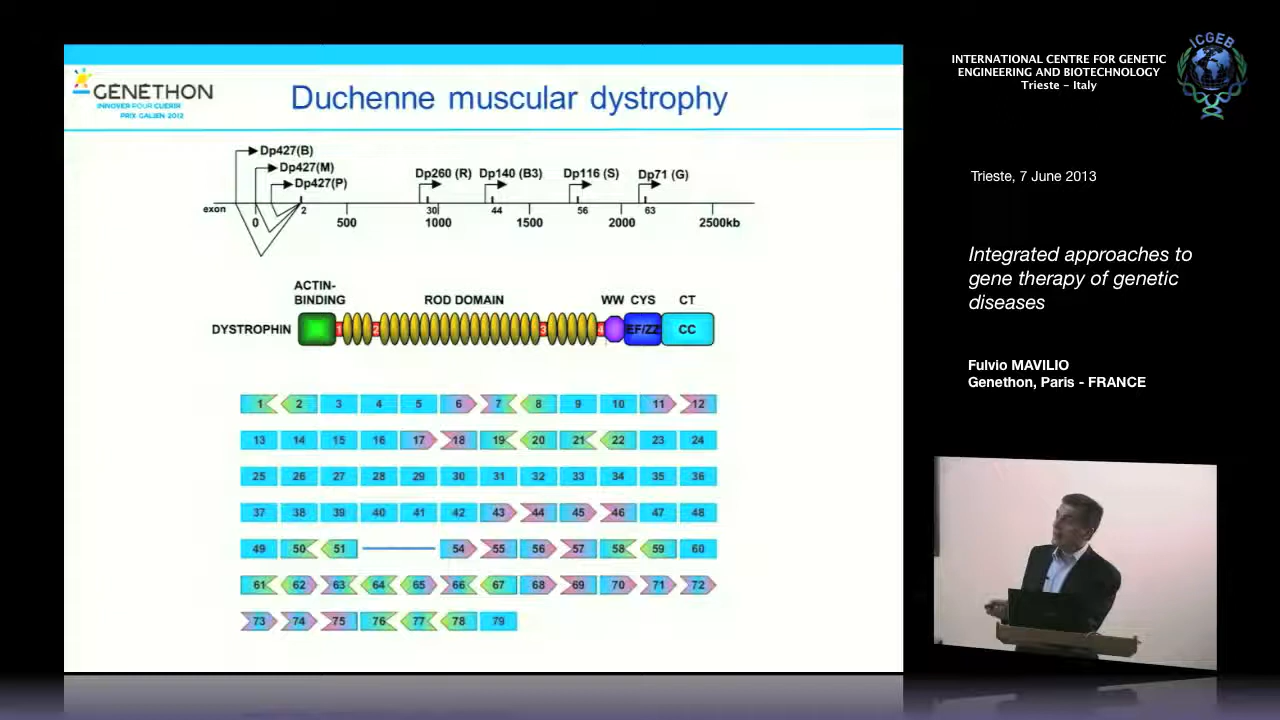 GENETHON
INNOVER POUR GUERIR
PRIX GALIEN 2012
Duchenne muscular dystrophy
Dp427(B)
Dp427(M)
Dp427(P)
Dp260 (R) Dp140 (B3) Dp116 (S) Dp71 (G)
exon 2 30 44 56 63
0 500 1000 1500 2000 2500kb
ACTIN-
BINDING ROD DOMAIN WW CYS CT
DYSTROPHIN 1 2 3 4 EF/ZZ CC
1 2 3 4 5 6 7 8 9 10 11 12
13 14 15 16 17 18 19 20 21 22 23 24
25 26 27 28 29 30 31 32 33 34 35 36
37 38 39 40 41 42 43 44 45 46 47 48
49 50 51 54 55 56 57 58 59 60
61 62 63 64 65 66 67 68 69 70 71 72
73 74 75 76 77 78 79
INTERNATIONAL CENTRE FOR GENETIC
ENGINEERING AND BIOTECHNOLOGY
Trieste - Italy
ICGEB
Trieste, 7 June 2013
Integrated approaches to
gene therapy of genetic
diseases
Fulvio MAVILIO
Genethon, Paris - FRANCE